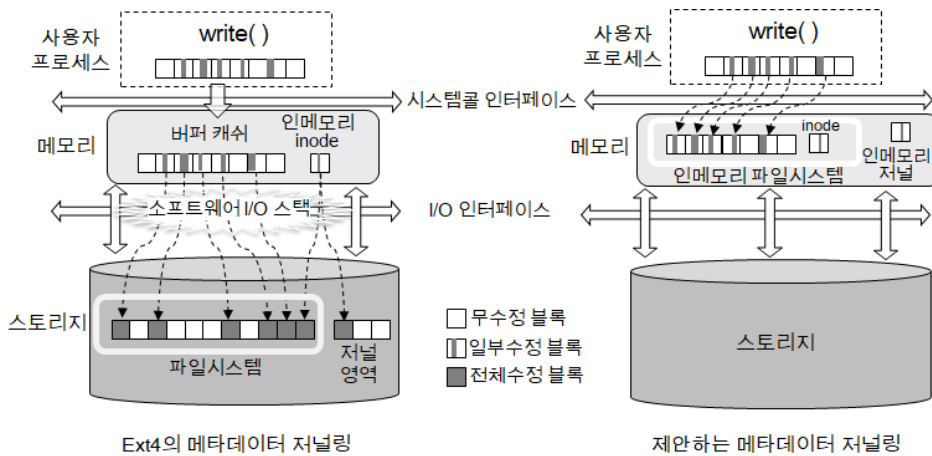 사용자
프로세스
write( )
시스템콜 인터페이스
메모리
버퍼 캐쉬
인메모리
inode
소프트웨어 I/O 스택
I/O 인터페이스
스토리지
파일시스템
저널
영역
무수정 블록
일부수정 블록
전체수정 블록
Ext4의 메타데이터 저널링
사용자
프로세스
write( )
메모리
inode
인메모리 파일시스템
인메모리
저널
스토리지
제안하는 메타데이터 저널링